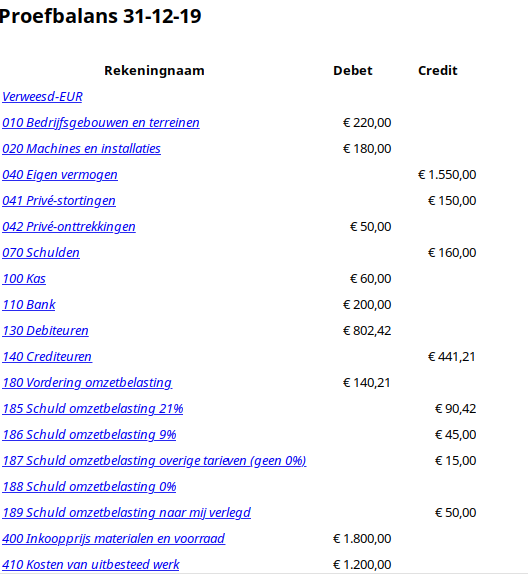 Proefbalans 31-12-19
Rekeningnaam Debet Credit
Verweesd-EUR
010 Bedrijfsgebouwen en terreinen € 220,00
020 Machines en installaties € 180,00
040 Eigen vermogen € 1.550,00
041 Privé-stortingen € 150,00
042 Privé-onttrekkingen € 50,00
070 Schulden € 160,00
100 Kas € 60,00
110 Bank € 200,00
130 Debiteuren € 802,42
140 Crediteuren € 441,21
180 Vordering omzetbelasting € 140,21
185 Schuld omzetbelasting 21% € 90,42
186 Schuld omzetbelasting 9% € 45,00
187 Schuld omzetbelasting overige tarieven (geen 0%) € 15,00
188 Schuld omzetbelasting 0%
189 Schuld omzetbelasting naar mij verlegd € 50,00
400 Inkoopprijs materialen en voorraad € 1.800,00
410 Kosten van uitbesteed werk € 1.200,00